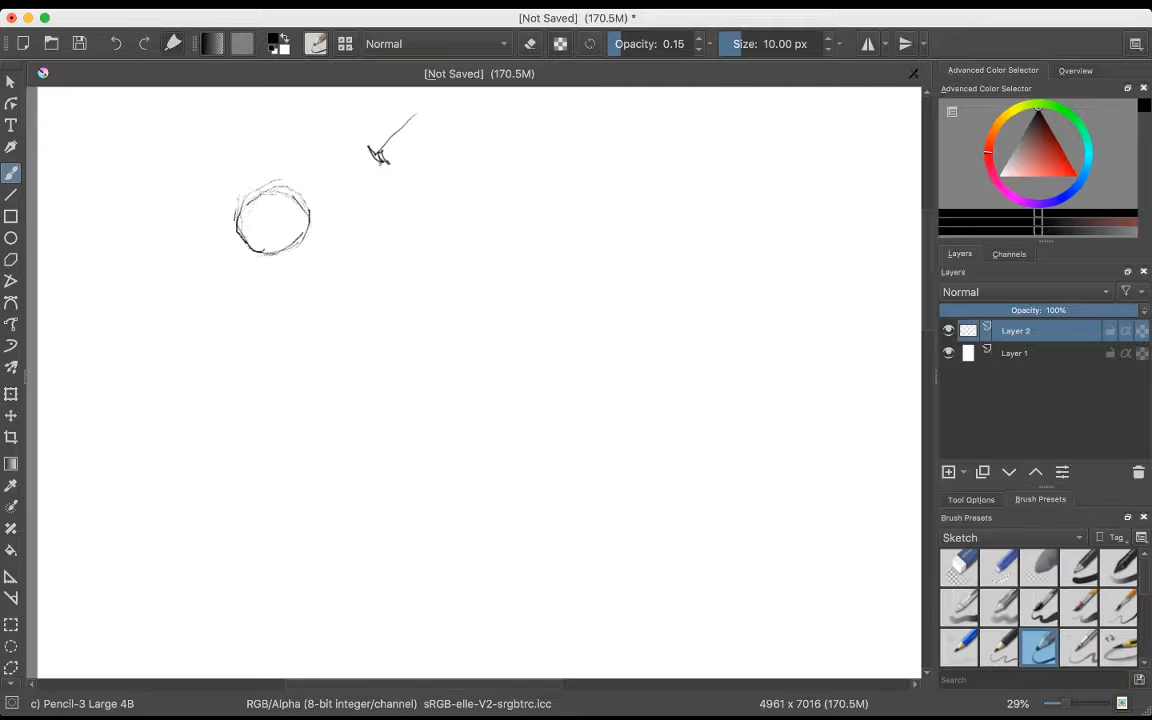 [Not Saved] (170.5M) *
Normal
Opacity: 0.15
Size: 10.00 px
[Not Saved] (170.5M)
Advanced Color Selector
Overview
Advanced Color Selector
Layers
Channels
Layers
Normal
Opacity: 100%
Layer 2
Layer 1
Tool Options
Brush Presets
Brush Presets
Sketch
Tag
Search
c) Pencil-3 Large 4B
RGB/Alpha (8-bit integer/channel) sRGB-elle-V2-srgbtrc.icc
4961 x 7016 (170.5M)
29%